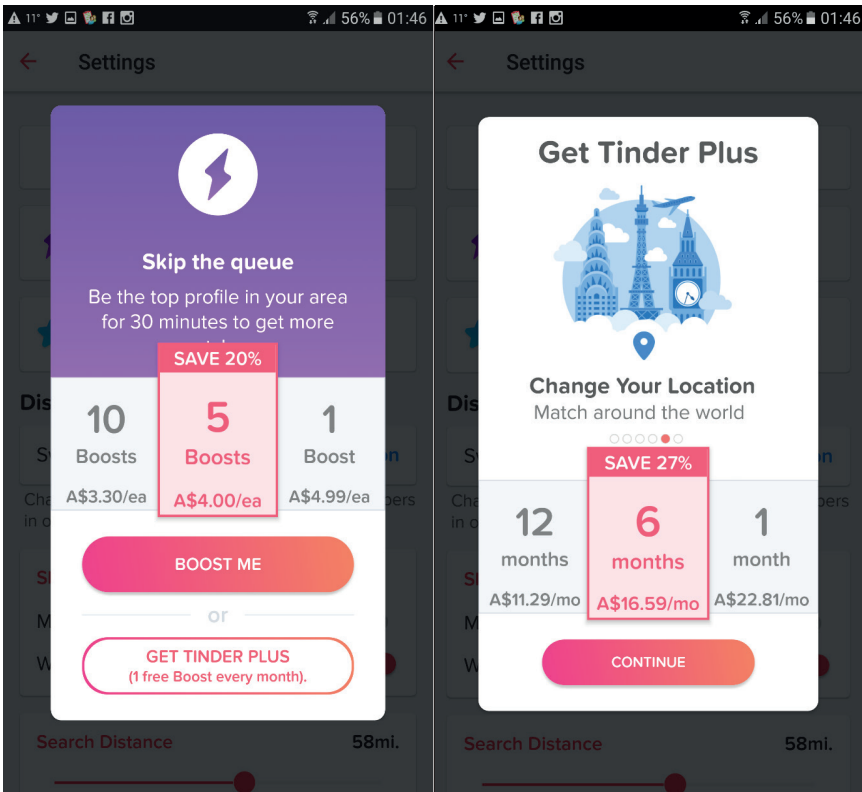 11° 56% 01:46
Settings
Skip the queue
Be the top profile in your area
for 30 minutes to get more
SAVE 20%
10
Boosts
A$3.30/ea
5
Boosts
A$4.00/ea
1
Boost
A$4.99/ea
BOOST ME
or
GET TINDER PLUS
(1 free Boost every month).
Search Distance 58mi.
11° 56% 01:46
Settings
Get Tinder Plus
Change Your Location
Match around the world
SAVE 27%
12
months
A$11.29/mo
6
months
A$16.59/mo
1
month
A$22.81/mo
CONTINUE
Search Distance 58mi.